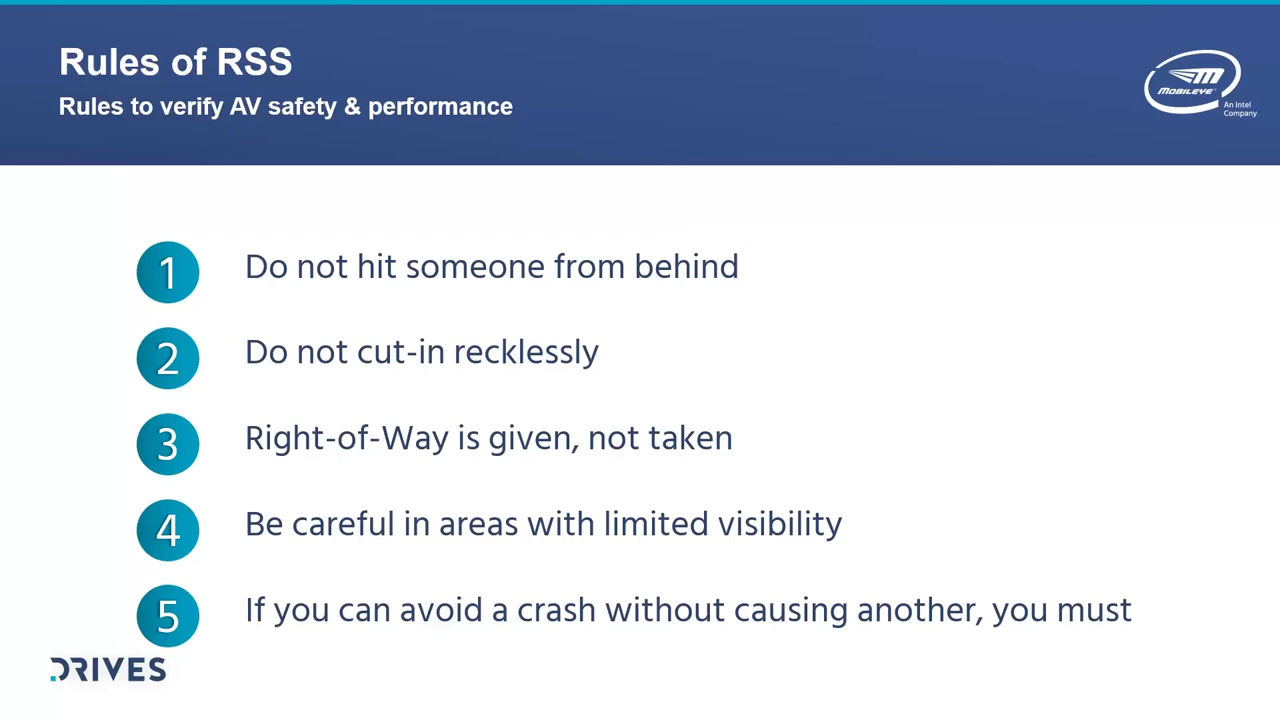 Rules of RSS
Rules to verify AV safety & performance
MOBILEYE
An Intel
Company
1 Do not hit someone from behind
2 Do not cut-in recklessly
3 Right-of-Way is given, not taken
4 Be careful in areas with limited visibility
5 If you can avoid a crash without causing another, you must
DRIVES